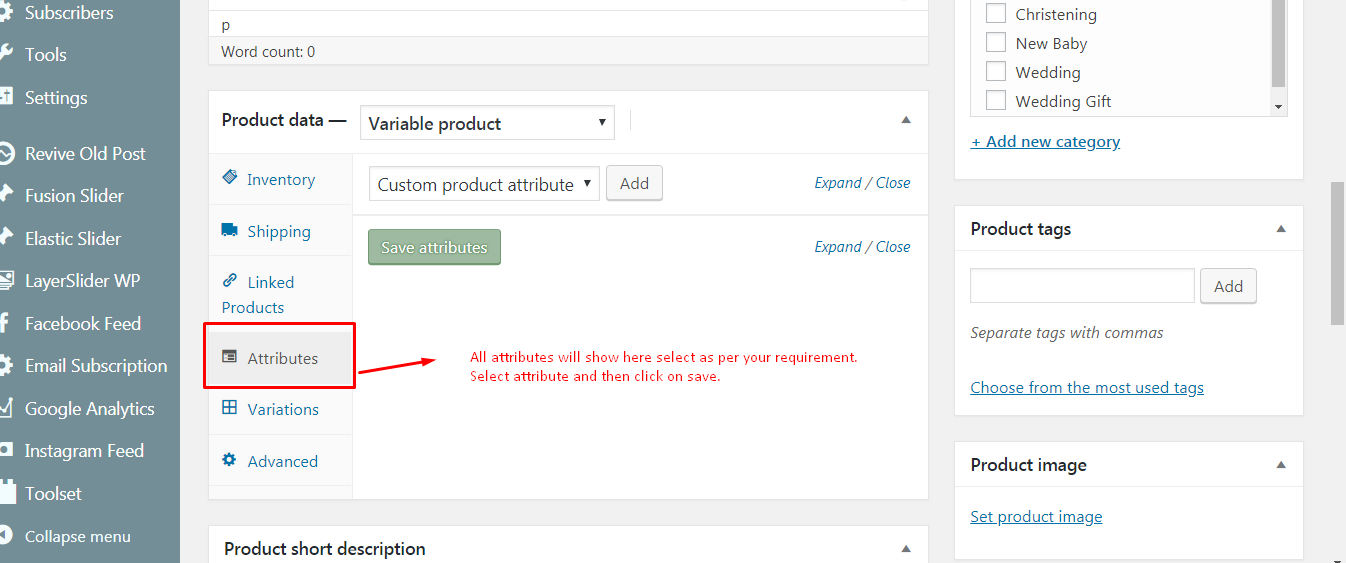 Subscribers
Tools
Settings
Revive Old Post
Fusion Slider
Elastic Slider
LayerSlider WP
Facebook Feed
Email Subscription
Google Analytics
Instagram Feed
Toolset
Collapse menu
p
Word count: 0
Product data —
Variable product
Inventory
Shipping
Linked
Products
Attributes
Variations
Advanced
Custom product attribute
Add
Expand / Close
Save attributes
Expand / Close
All attributes will show here select as per your requirement.
Select attribute and then click on save.
Product short description
Christening
New Baby
Wedding
Wedding Gift
+ Add new category
Product tags
Add
Separate tags with commas
Choose from the most used tags
Product image
Set product image